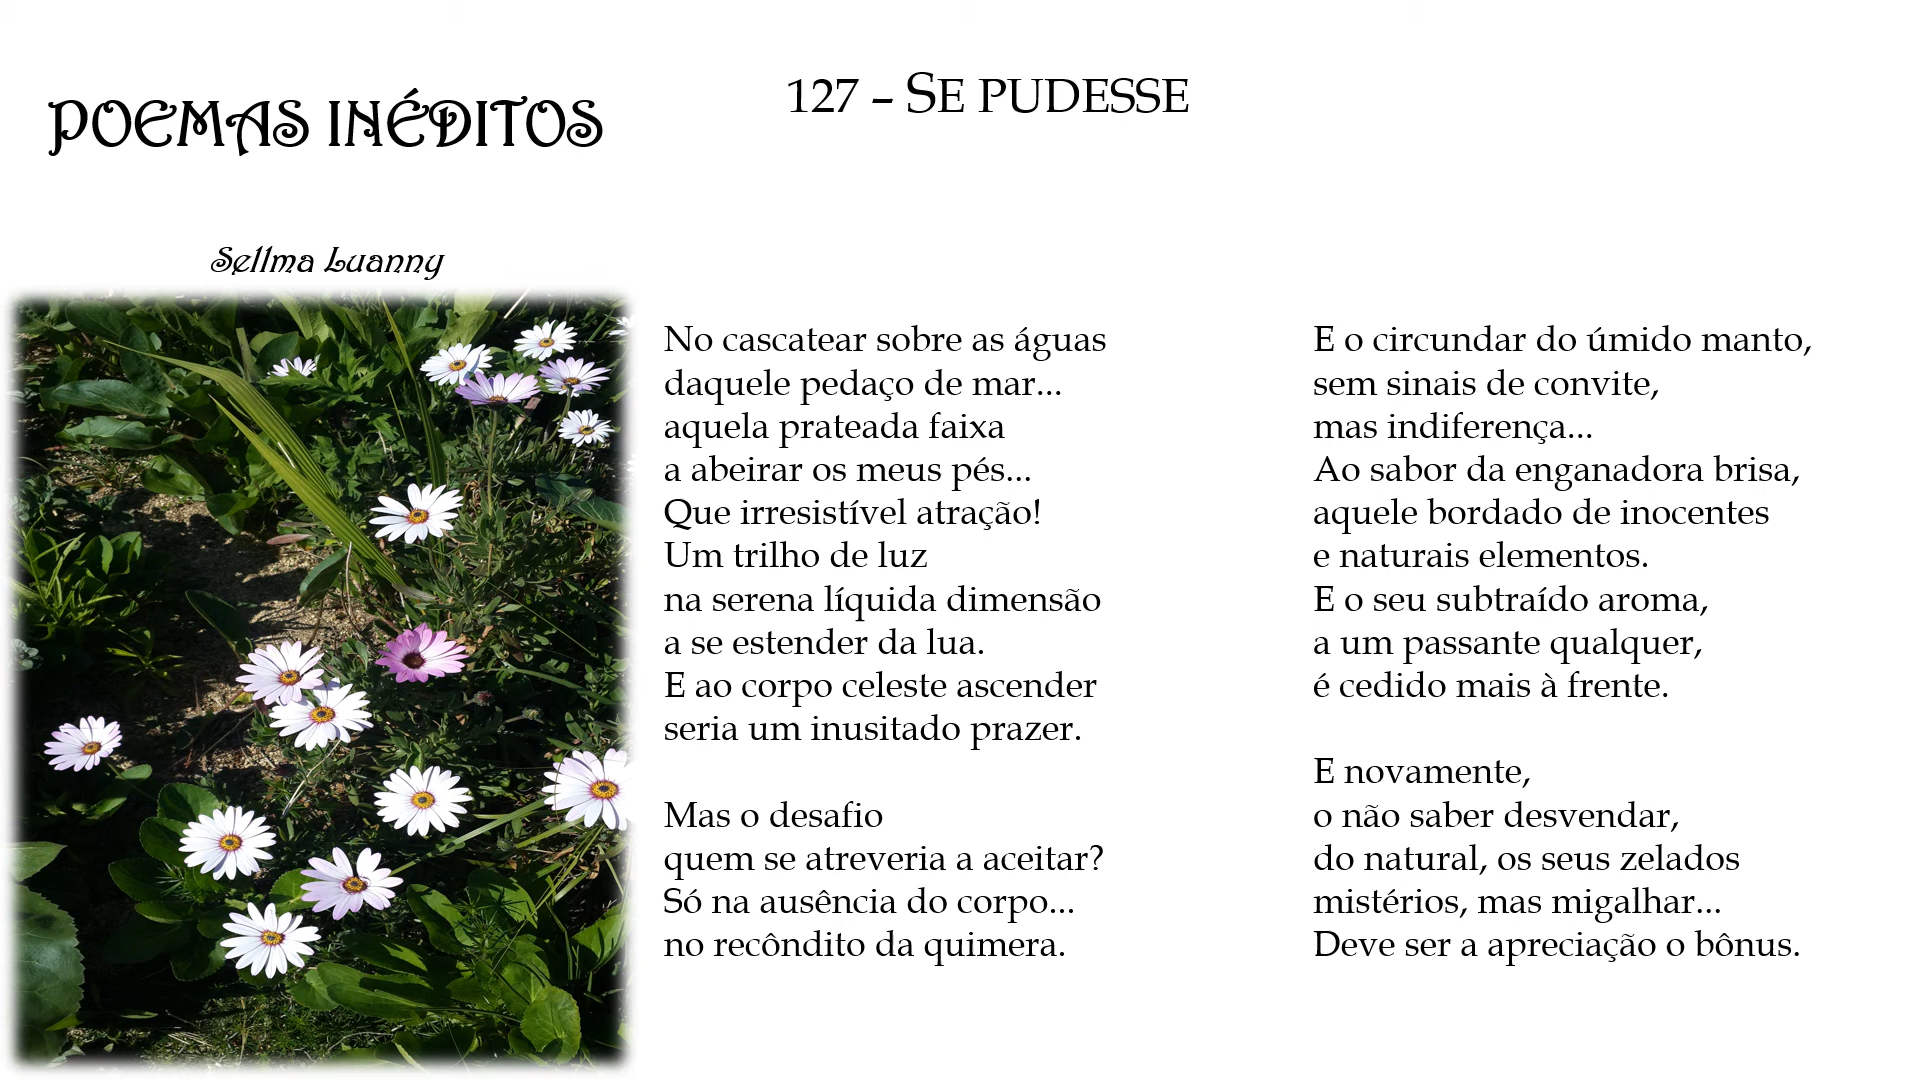 POEMAS INÉDITOS
Sellma Luanny
127 – SE PUDESSE
No cascatear sobre as águas
daquele pedaço de mar...
aquela prateada faixa
a abeirar os meus pés...
Que irresistível atração!
Um trilho de luz
na serena líquida dimensão
a se estender da lua.
E ao corpo celeste ascender
seria um inusitado prazer.
Mas o desafio
quem se atreveria a aceitar?
Só na ausência do corpo...
no recôndito da quimera.
E o circundar do úmido manto,
sem sinais de convite,
mas indiferença...
Ao sabor da enganadora brisa,
aquele bordado de inocentes
e naturais elementos.
E o seu subtraído aroma,
a um passante qualquer,
é cedido mais à frente.
E novamente,
o não saber desvendar,
do natural, os seus zelados
mistérios, mas migalhar...
Deve ser a apreciação o bônus.